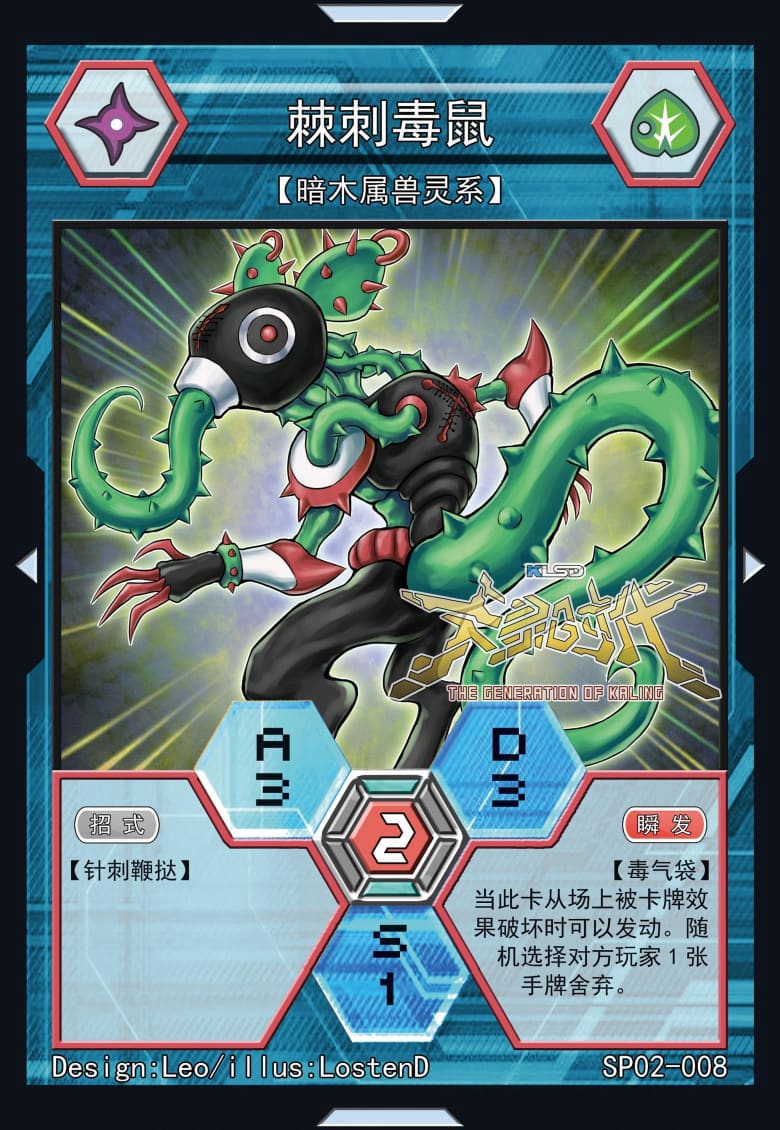 棘刺毒鼠
【暗木属兽灵系】
KLSD
THE GENERATION OF KALING
A
3
D
3
2
招式
【针刺鞭挞】
瞬发
【毒气袋】
当此卡从场上被卡牌效
果破坏时可以发动。随
机选择对方玩家1张
手牌舍弃。
S
1
Design:Leo/illus:LostenD
SP02-008